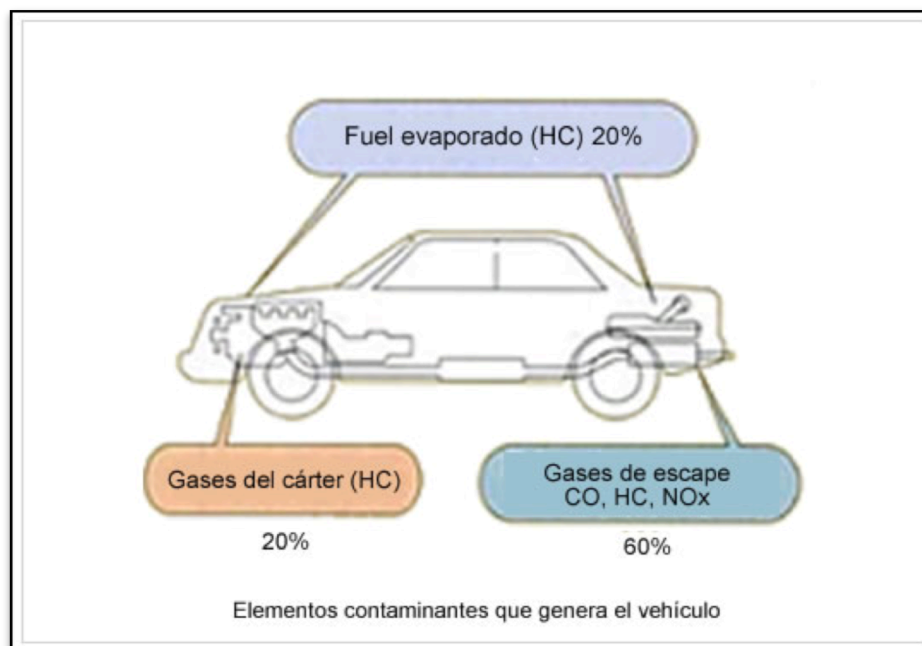 Fuel evaporado (HC) 20%
Gases del cárter (HC)
20%
Gases de escape
CO, HC, NOx
60%
Elementos contaminantes que genera el vehículo